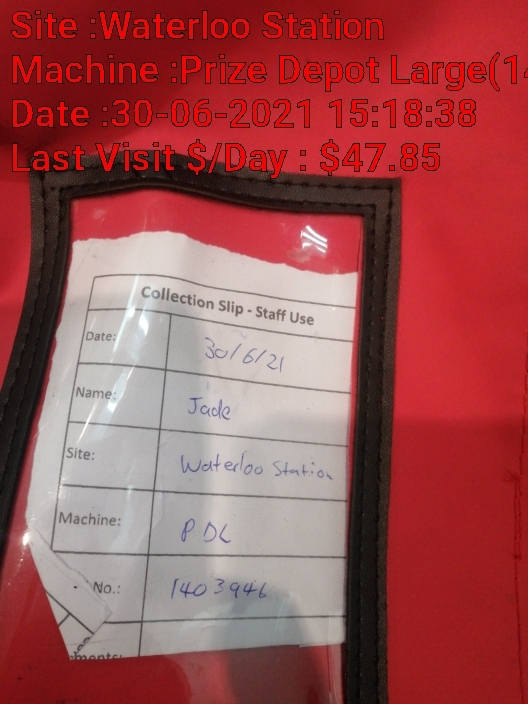 Site :Waterloo Station
Machine :Prize Depot Large(14
Date :30-06-2021 15:18:38
Last Visit $/Day : $47.85
Collection Slip - Staff Use
Date: 30/6/21
Name: Jade
Site: Waterloo Station
Machine: PDL
No.: 1403946